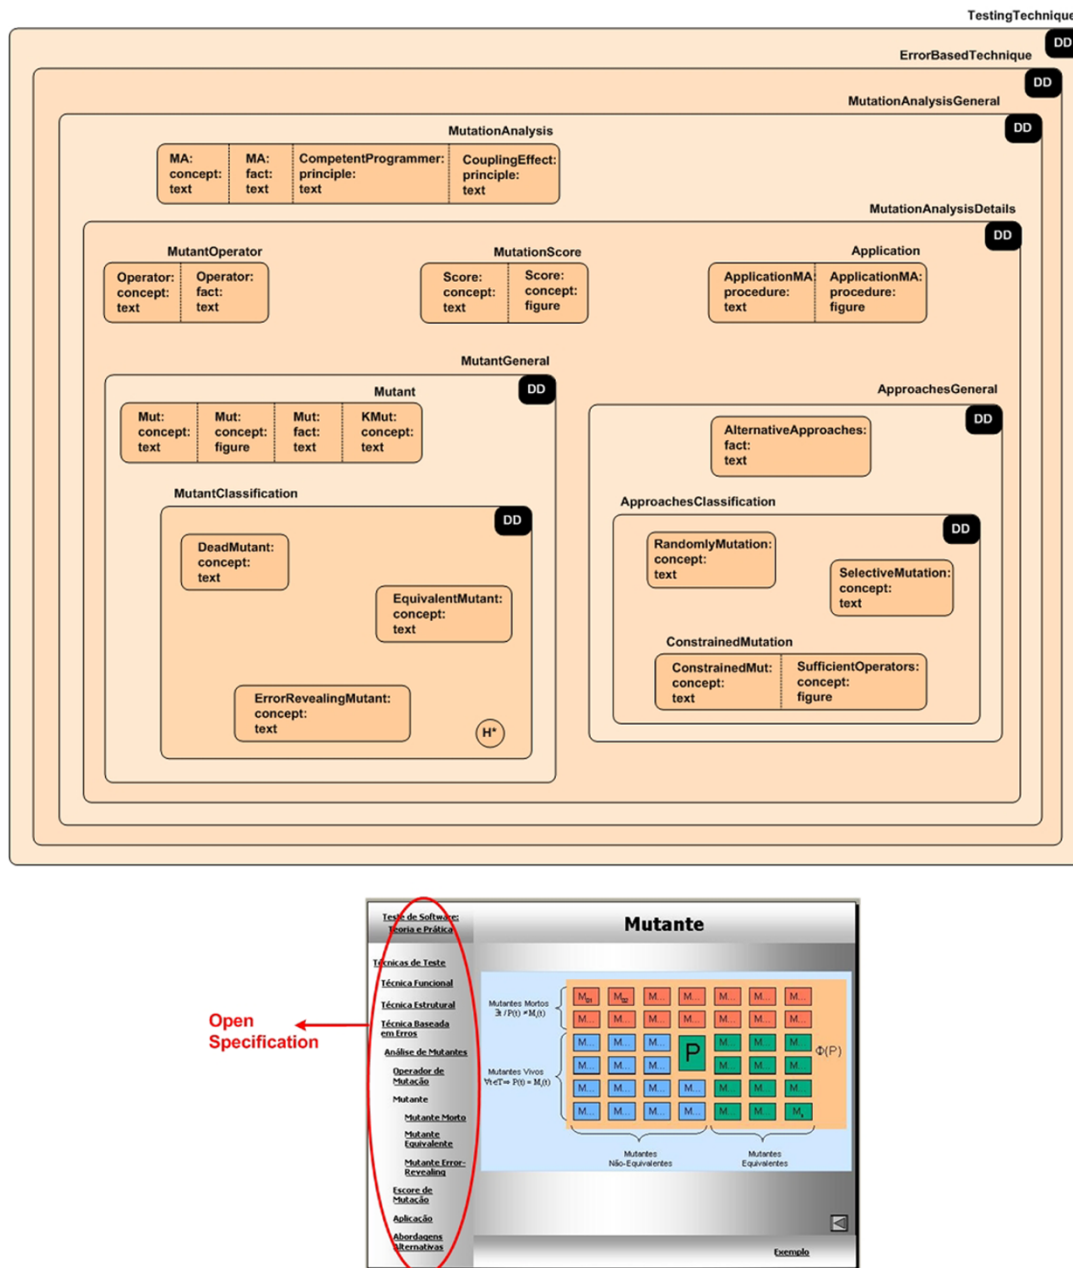 TestingTechnique
DD
ErrorBasedTechnique
DD
MutationAnalysisGeneral
DD
MutationAnalysis
MA:
concept:
text
MA:
fact:
text
CompetentProgrammer:
principle:
text
CouplingEffect:
principle:
text
MutationAnalysisDetails
DD
MutantOperator
Operator:
concept:
text
Operator:
fact:
text
MutationScore
Score:
concept:
text
Score:
concept:
figure
Application
ApplicationMA:
procedure:
text
ApplicationMA:
procedure:
figure
MutantGeneral
DD
Mutant
Mut:
concept:
text
Mut:
concept:
figure
Mut:
fact:
text
KMut:
concept:
text
MutantClassification
DD
DeadMutant:
concept:
text
EquivalentMutant:
concept:
text
ErrorRevealingMutant:
concept:
text
H*
ApproachesGeneral
DD
AlternativeApproaches:
fact:
text
ApproachesClassification
DD
RandomlyMutation:
concept:
text
SelectiveMutation:
concept:
text
ConstrainedMutation
ConstrainedMut:
concept:
text
SufficientOperators:
concept:
figure
Open
Specification
Teste de Software:
Teoria e Prática
Técnicas de Teste
Técnica Funcional
Técnica Estrutural
Técnica Baseada
em Erros
Análise de Mutantes
Operador de
Mutação
Mutante
Mutante Morto
Mutante
Equivalente
Mutante Error-
Revealing
Escore de
Mutação
Aplicação
Abordagens
Alternativas
Mutante
Mutantes Mortos
∃t / P(t) ≠ Mᵢ(t)
Mutantes Vivos
∀t ∈T⇒ P(t) = Mᵢ(t)
M... M... M... M... M...
M... M... M... M... M... M... M...
M... M... M... P M... M... M...
M... M... M... M... M... M...
M... M... M... M... M... M... M...
M... M... M... M... M... M...
Φ(P)
Mutantes
Não-Equivalentes
Mutantes
Equivalentes
Exemplo